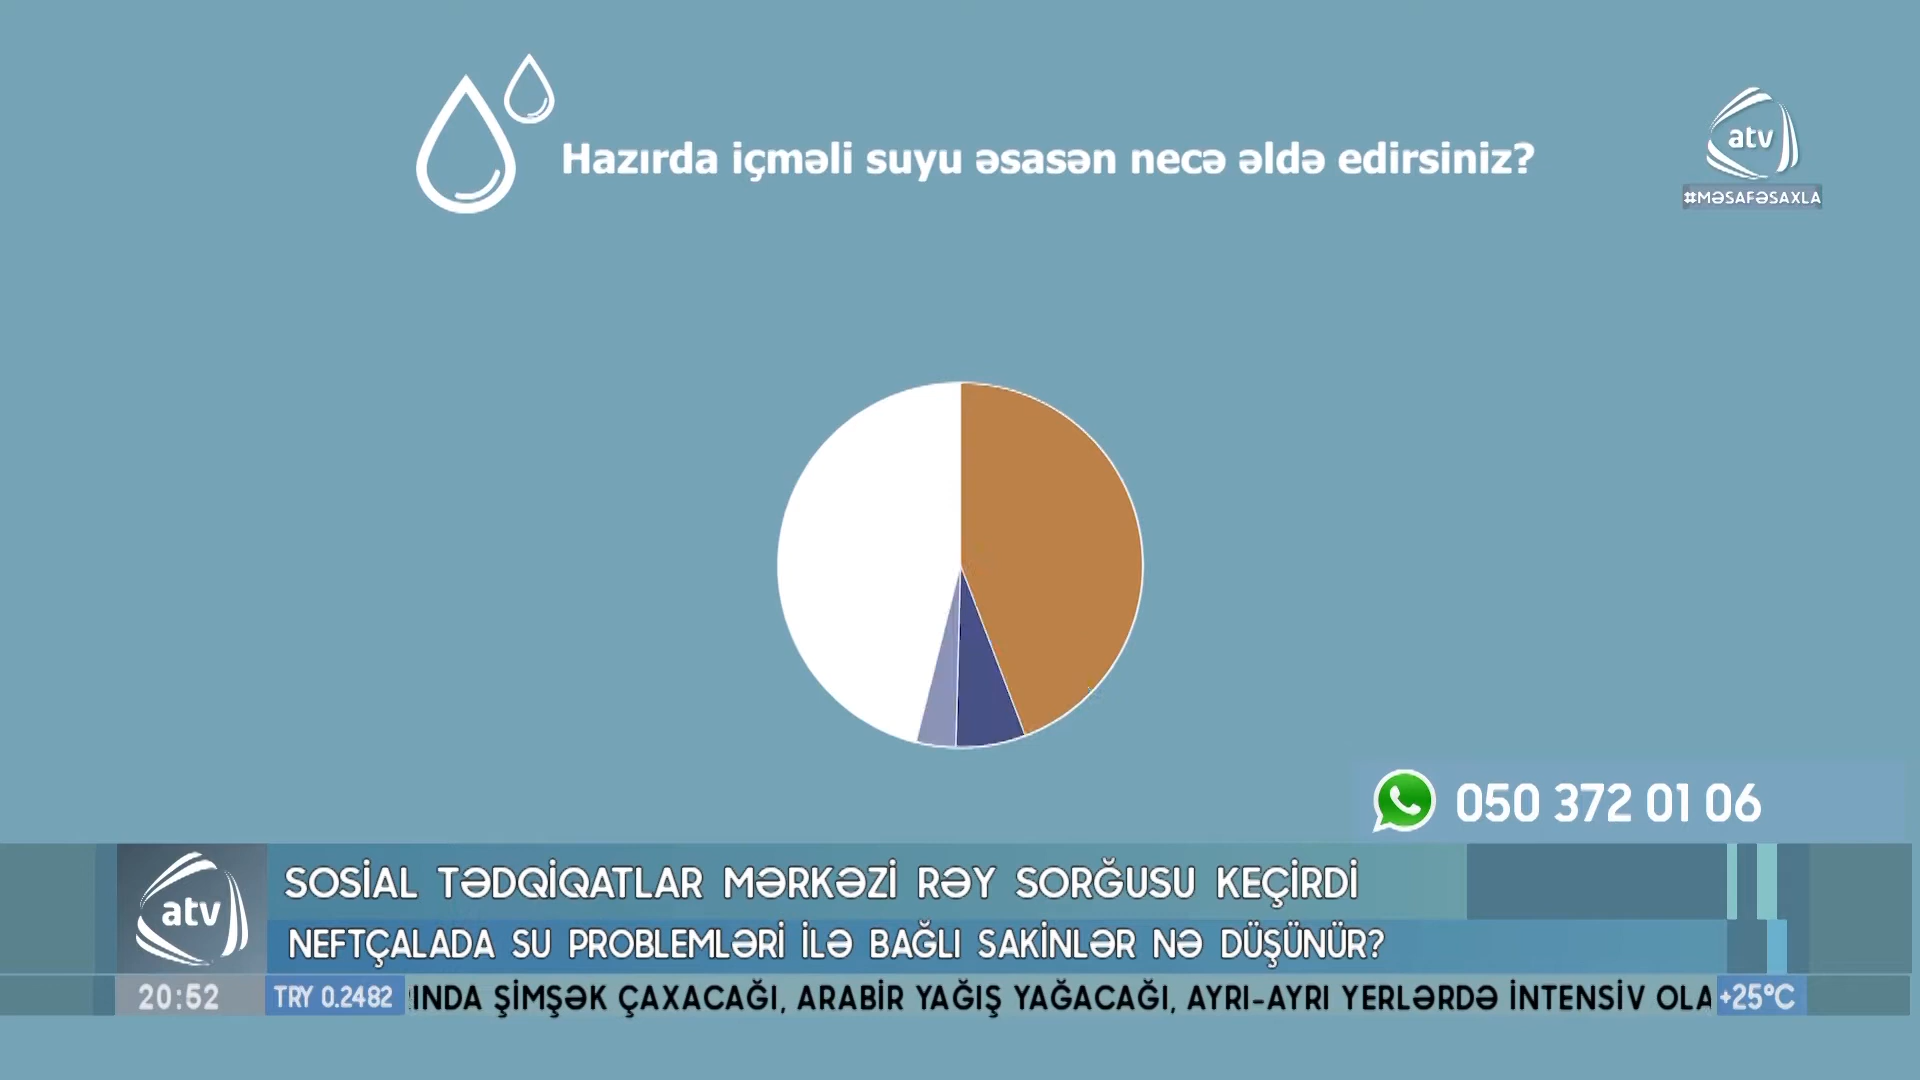 Hazırda içməli suyu əsasən necə əldə edirsiniz?
atv
#MƏSAFƏSAXLA
050 372 01 06
SOSİAL TƏDQİQATLAR MƏRKƏZİ RƏY SORĞUSU KEÇİRDİ
atv
NEFTÇALADA SU PROBLEMLƏRİ İLƏ BAĞLI SAKİNLƏR NƏ DÜŞÜNÜR?
20:52 TRY 0.2482 INDA ŞİMŞƏK ÇAXACAĞI, ARABİR YAĞIŞ YAĞACAĞI, AYRI-AYRI YERLƏRDƏ İNTENSİV OLA +25°C